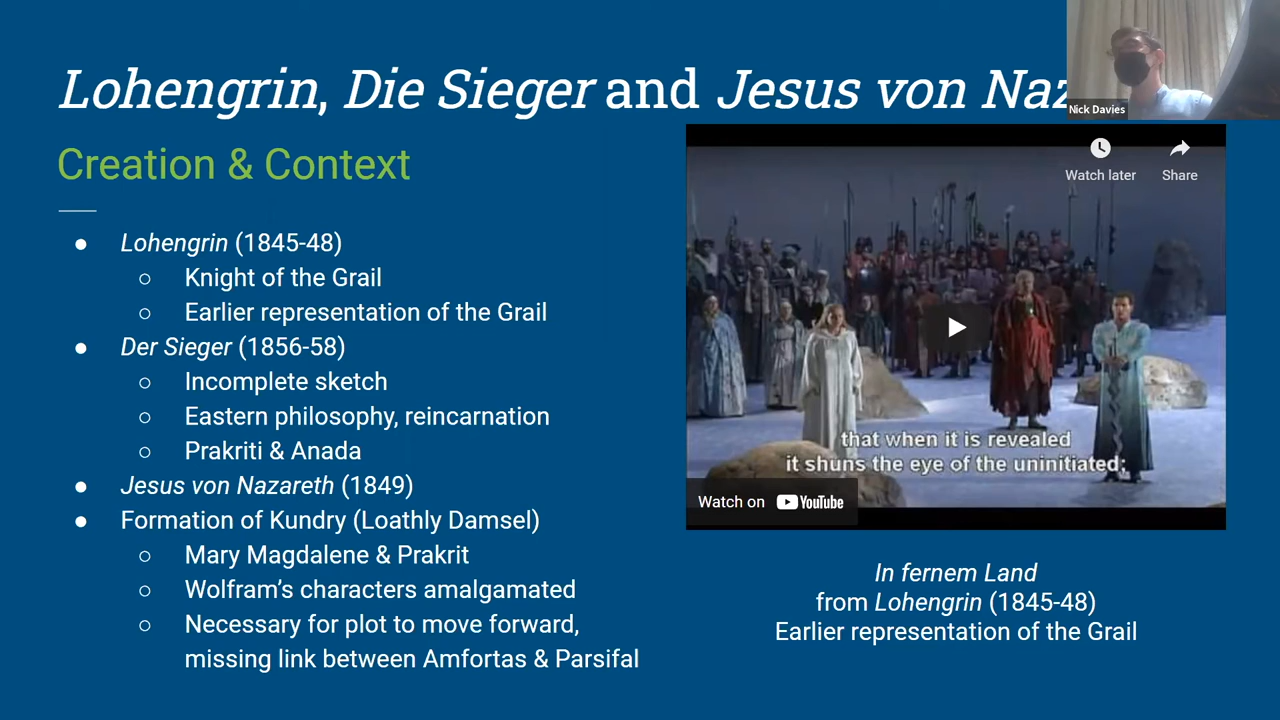 Lohengrin, Die Sieger and Jesus von Naz
Nick Davies
Creation & Context
● Lohengrin (1845-48)
○ Knight of the Grail
○ Earlier representation of the Grail
● Der Sieger (1856-58)
○ Incomplete sketch
○ Eastern philosophy, reincarnation
○ Prakriti & Anada
● Jesus von Nazareth (1849)
● Formation of Kundry (Loathly Damsel)
○ Mary Magdalene & Prakrit
○ Wolfram's characters amalgamated
○ Necessary for plot to move forward,
missing link between Amfortas & Parsifal
Watch later
Share
that when it is revealed
it shuns the eye of the uninitiated;
Watch on YouTube
In fernem Land
from Lohengrin (1845-48)
Earlier representation of the Grail